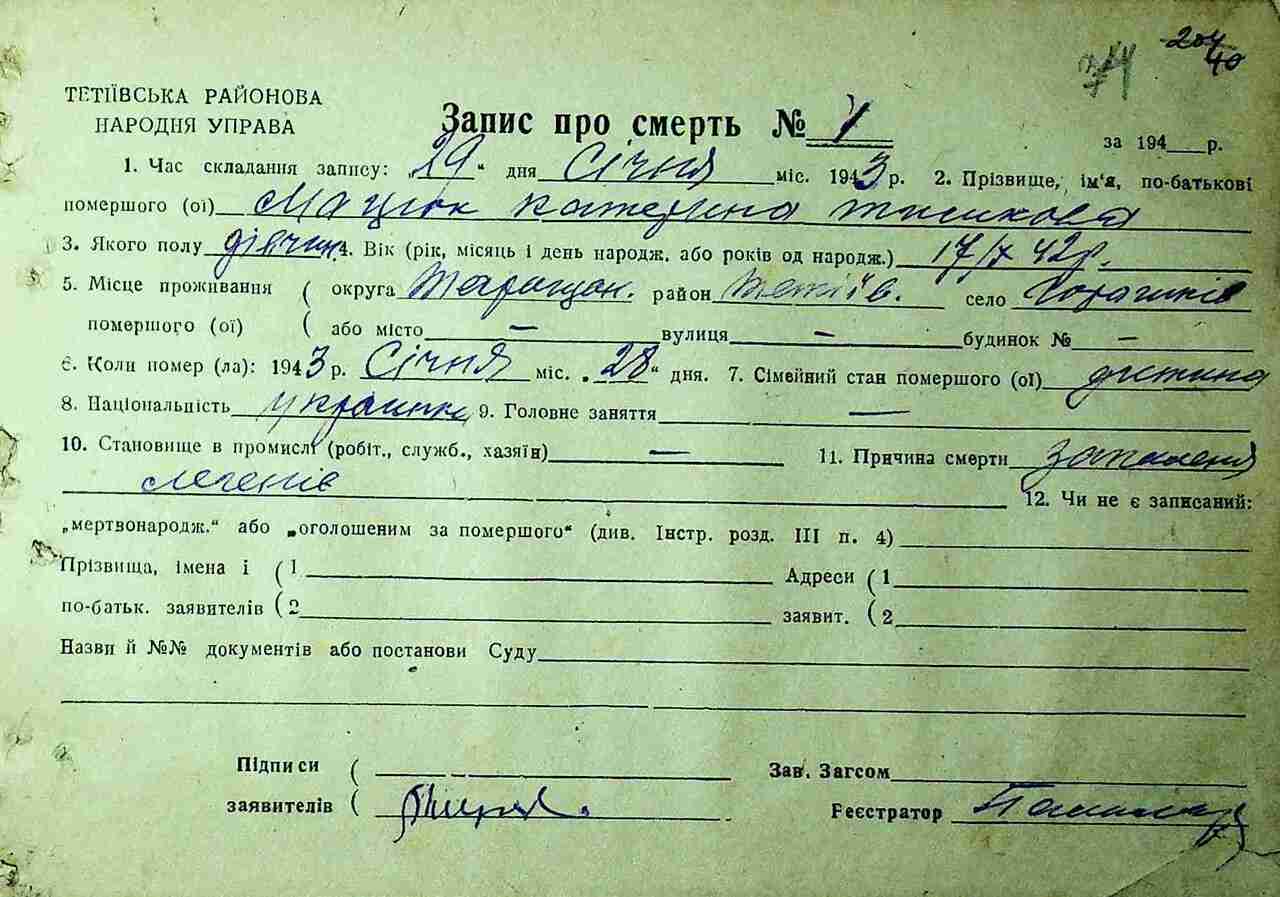 204
40
ТЕТІЇВСЬКА РАЙОНОВА
НАРОДНЯ УПРАВА
Запис про смерть №
за 194 р.
1. Час складання запису: „29“ дня Січня міс. 1943 р. 2. Прізвище, ім‘я, по-батькові
помершого (ої) Мацюк Катерина
3. Якого полу дівчин 4. Вік (рік, місяць і день народж. або років од народж.) 17/X 42 р.
5. Місце проживання ( округа Таращан. район Тетіїв. село
помершого (ої) ( або місто — вулиця — будинок № —
6. Коли помер (ла): 1943 р. Січня міс. „28“ дня. 7. Сімейний стан помершого (ої) дитина
8. Національність українка 9. Головне заняття —
10. Становище в промислі (робіт., служб., хазяїн) — 11. Причина смерти запаленя
легенів 12. Чи не є записаний:
„мертвонародж.“ або „оголошеним за помершого“ (див. Інстр. розд. III п. 4)
Прізвища, імена і ( 1 Адреси ( 1
по-батьк. заявителів ( 2 заявит. ( 2
Назви й №№ документів або постанови Суду
Підписи ( Зав. Загсом
заявителів ( Реєстратор